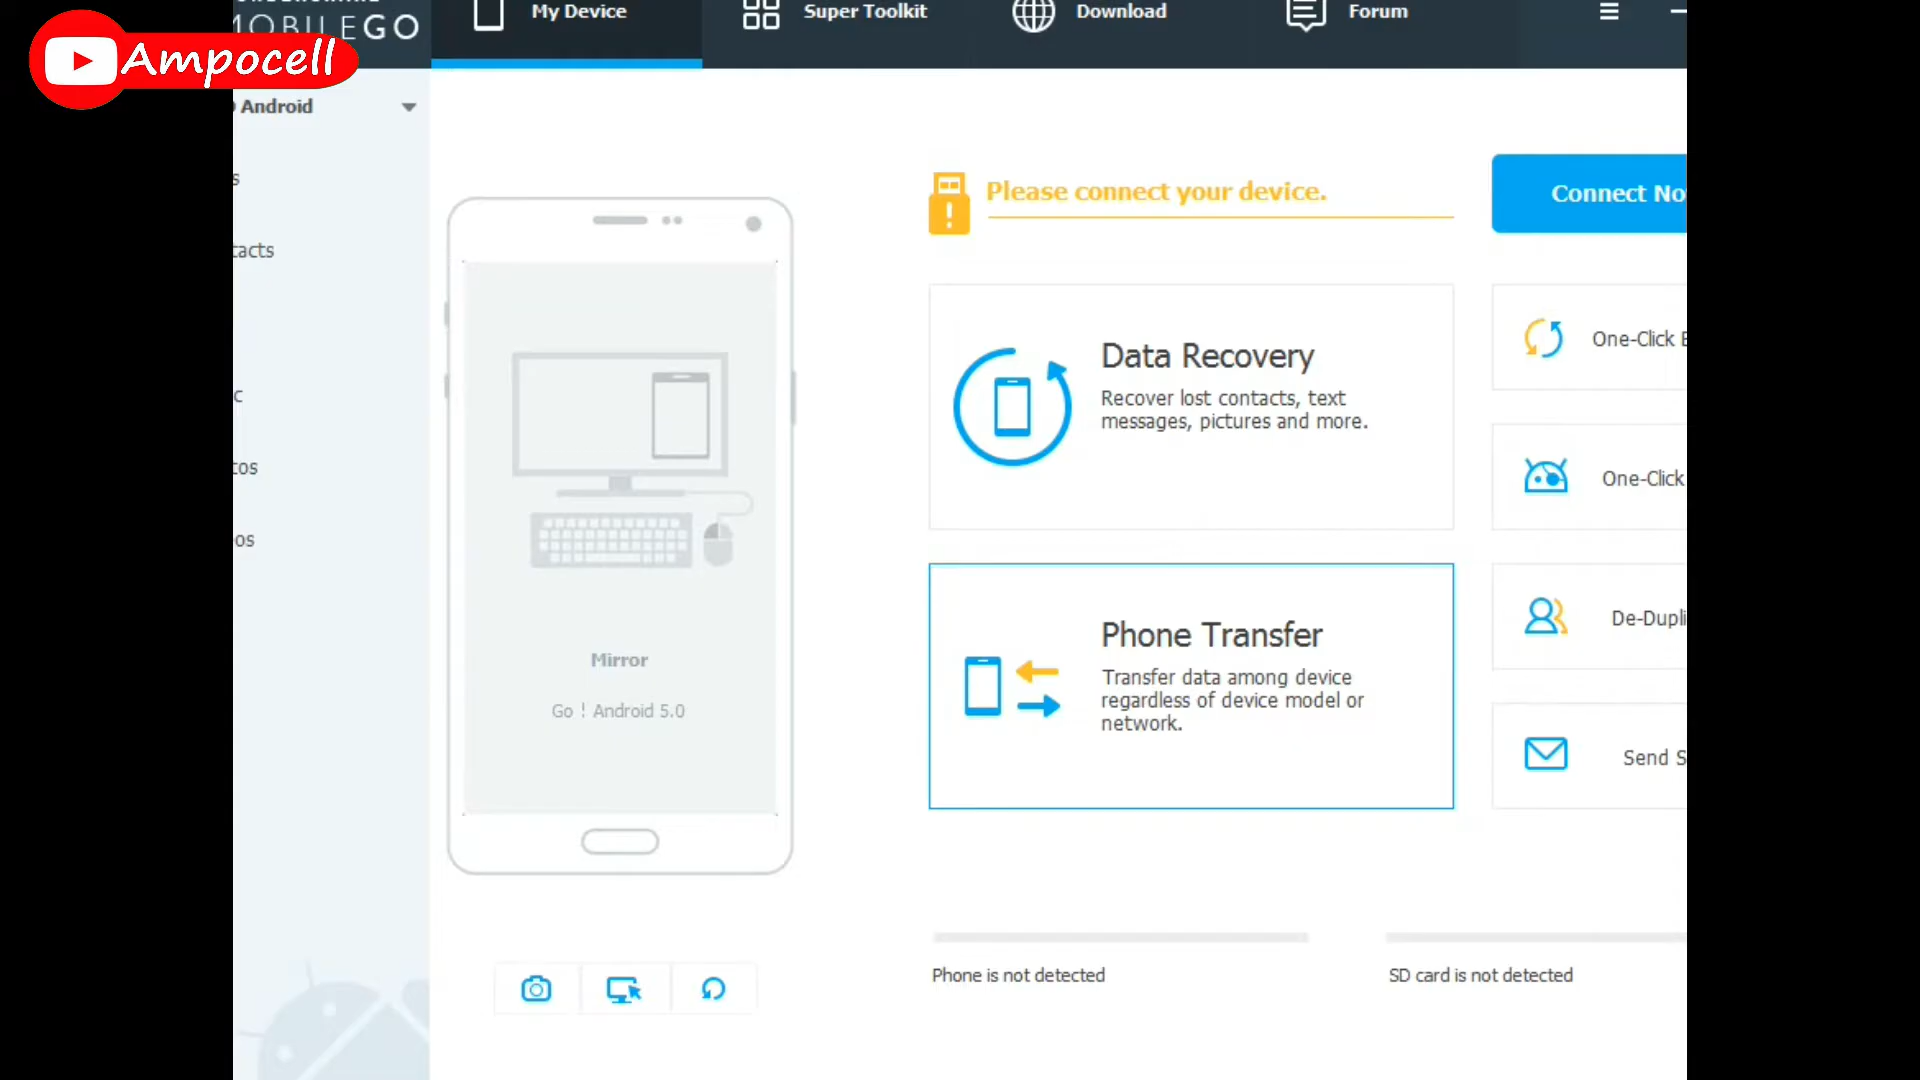 MOBILEGO
My Device
Super Toolkit
Download
Forum
Ampocell
Android
Please connect your device.
Connect No
Data Recovery
Recover lost contacts, text
messages, pictures and more.
One-Click
One-Click
Phone Transfer
Transfer data among device
regardless of device model or
network.
De-Dupli
Send S
Mirror
Go ! Android 5.0
Phone is not detected
SD card is not detected
s
tacts
c
tos
os